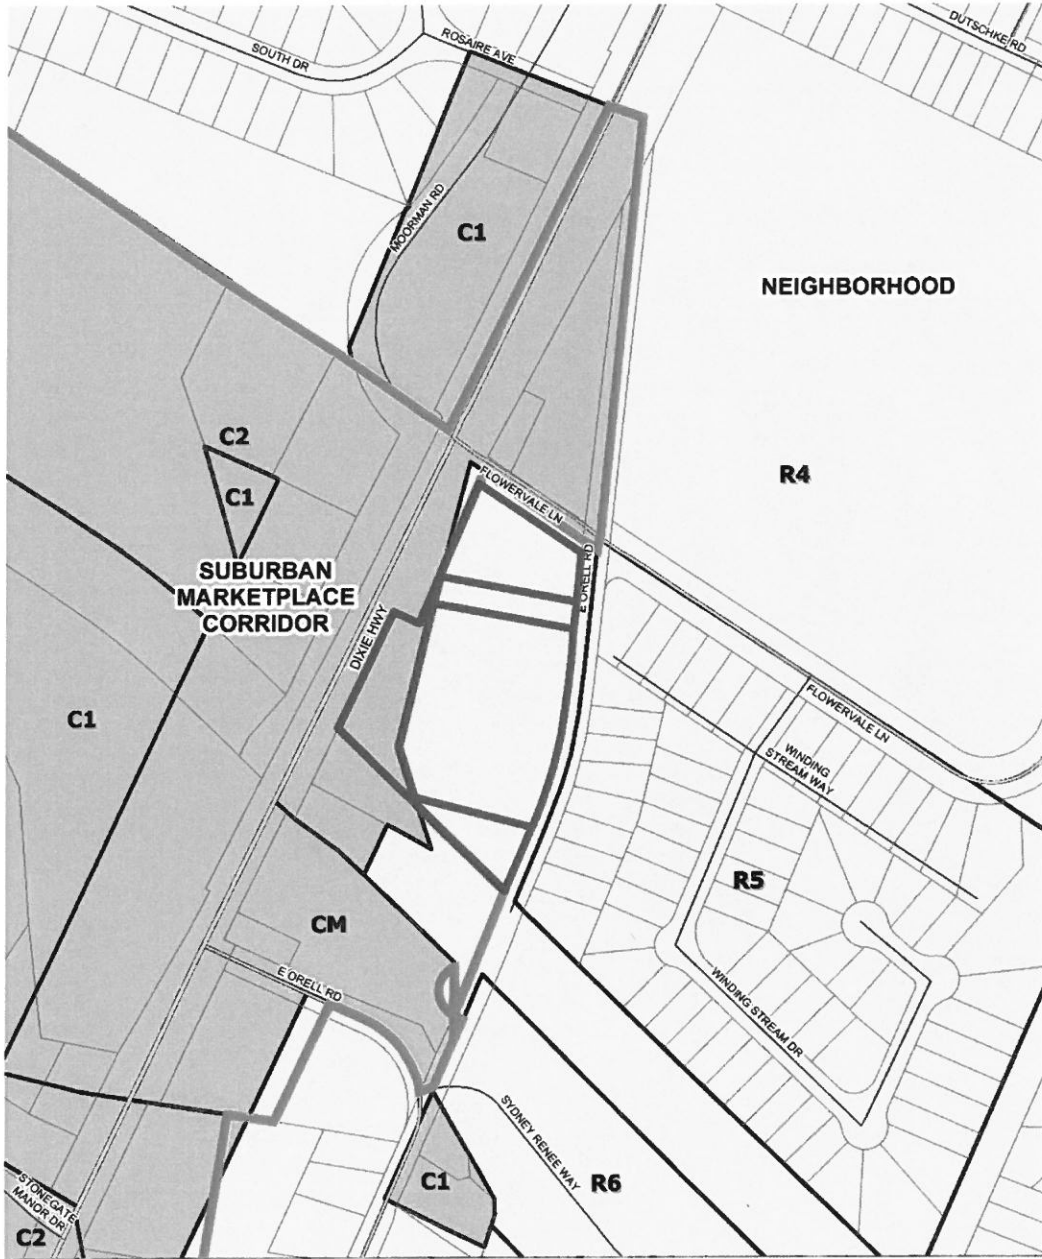 DUTSCHKE RD
ROSAIRE AVE
SOUTH DR
MOORMAN RD
C1
NEIGHBORHOOD
C2
R4
C1
FLOWERVALE LN
SUBURBAN
MARKETPLACE
CORRIDOR
E ORELL RD
DIXIE HWY
C1
FLOWERVALE LN
WINDING
STREAM WAY
R5
CM
E ORELL RD
WINDING STREAM DR
SYDNEY RENEE WAY
C1
R6
STONEGATE
MANOR DR
C2